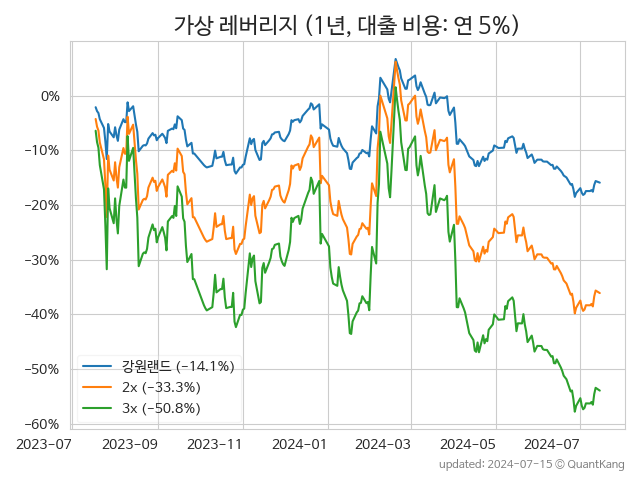 가상 레버리지 (1년, 대출 비용: 연 5%)
0%
−10%
−20%
−30%
−40%
−50%
−60%
강원랜드 (−14.1%)
2x (−33.3%)
3x (−50.8%)
2023-07 2023-09 2023-11 2024-01 2024-03 2024-05 2024-07
updated: 2024-07-15 © QuantKang